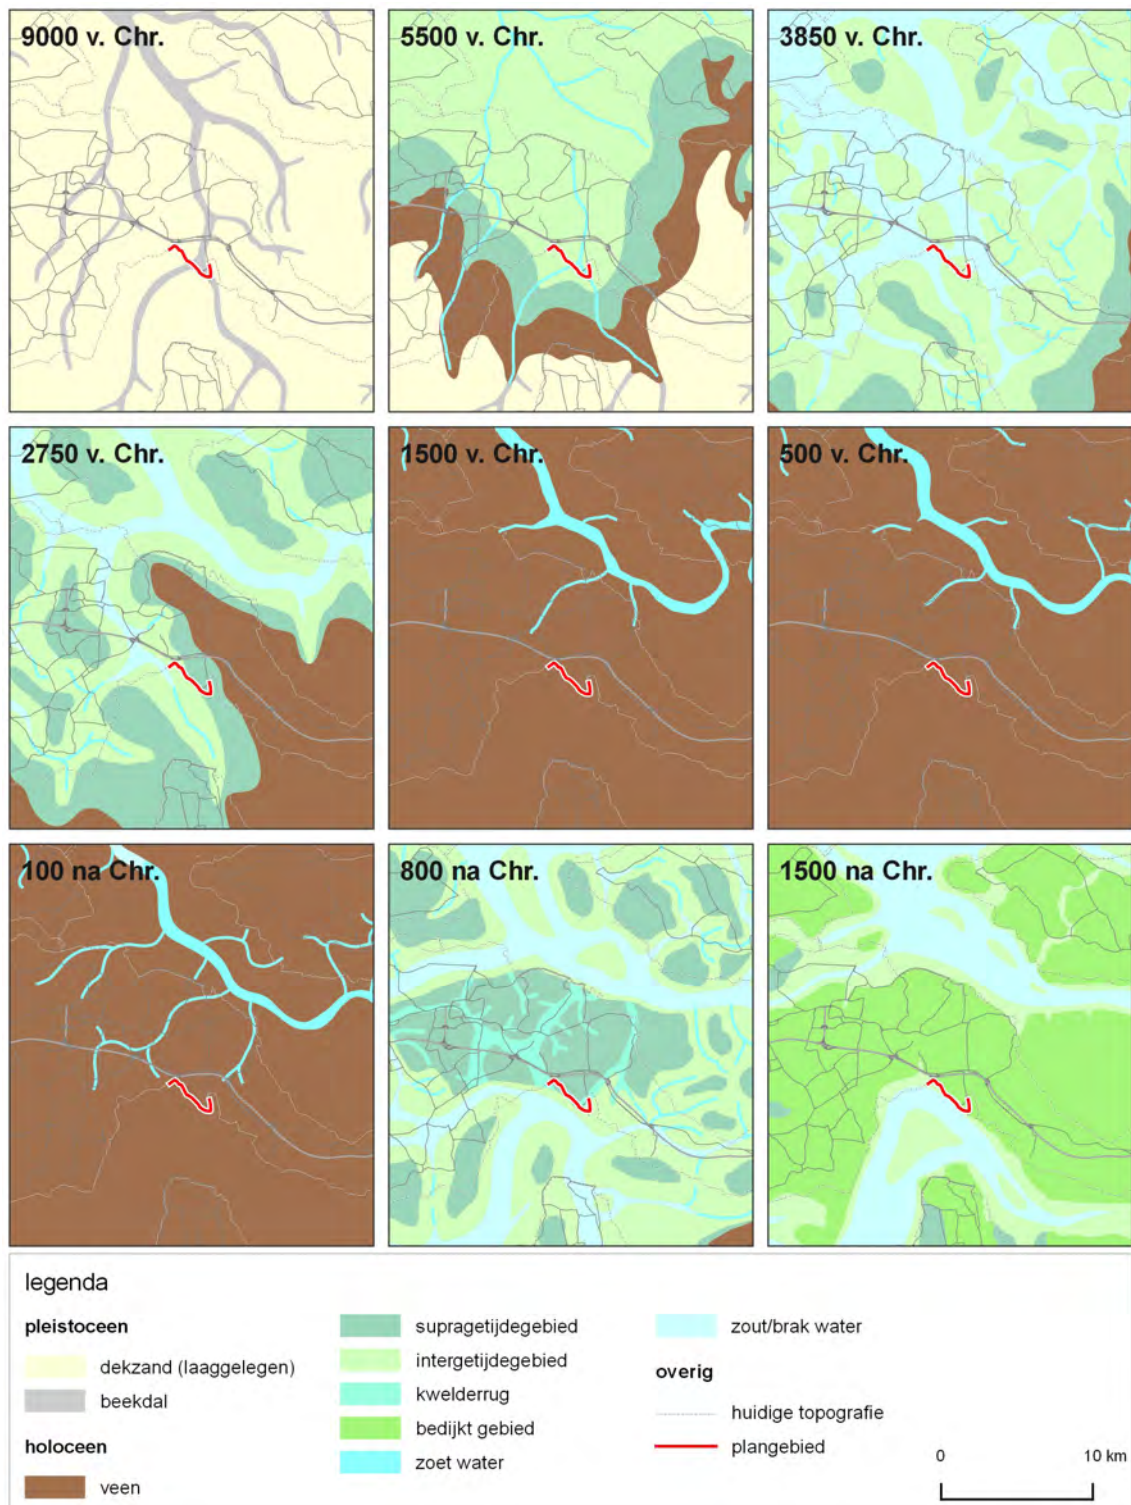 9000 v. Chr.
5500 v. Chr.
3850 v. Chr.
2750 v. Chr.
1500 v. Chr.
500 v. Chr.
100 na Chr.
800 na Chr.
1500 na Chr.
legenda
pleistoceen
dekzand (laaggelegen)
beekdal
holoceen
veen
supragetijdegebied
intergetijdegebied
kwelderrug
bedijkt gebied
zoet water
zout/brak water
overig
huidige topografie
plangebied
0 10 km